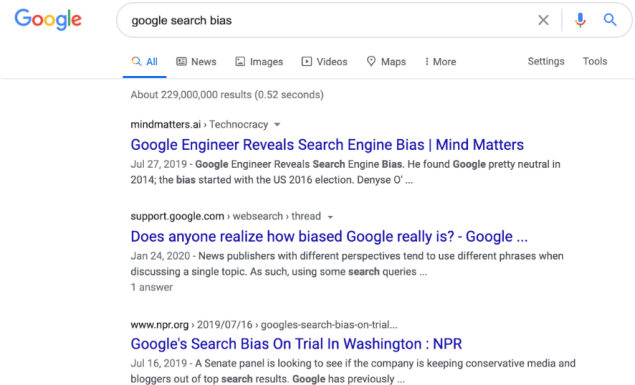 Google
google search bias
All News Images Videos Maps More Settings Tools
About 229,000,000 results (0.52 seconds)
mindmatters.ai › Technocracy
Google Engineer Reveals Search Engine Bias | Mind Matters
Jul 27, 2019 - Google Engineer Reveals Search Engine Bias. He found Google pretty neutral in
2014; the bias started with the US 2016 election. Denyse O' ...
support.google.com › websearch › thread
Does anyone realize how biased Google really is? - Google ...
Jan 24, 2020 - News publishers with different perspectives tend to use different phrases when
discussing a single topic. As such, using some search queries ...
1 answer
www.npr.org › 2019/07/16 › googles-search-bias-on-trial...
Google's Search Bias On Trial In Washington : NPR
Jul 16, 2019 - A Senate panel is looking to see if the company is keeping conservative media and
bloggers out of top search results. Google has previously ...